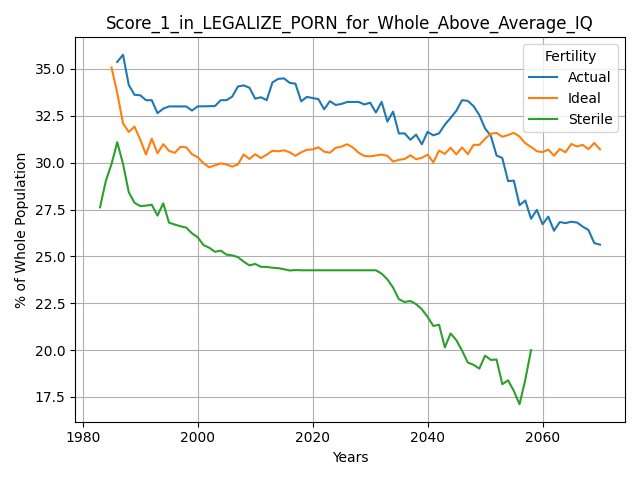 Score_1_in_LEGALIZE_PORN_for_Whole_Above_Average_IQ
% of Whole Population
35.0
32.5
30.0
27.5
25.0
22.5
20.0
17.5
Fertility
Actual
Ideal
Sterile
1980 2000 2020 2040 2060
Years